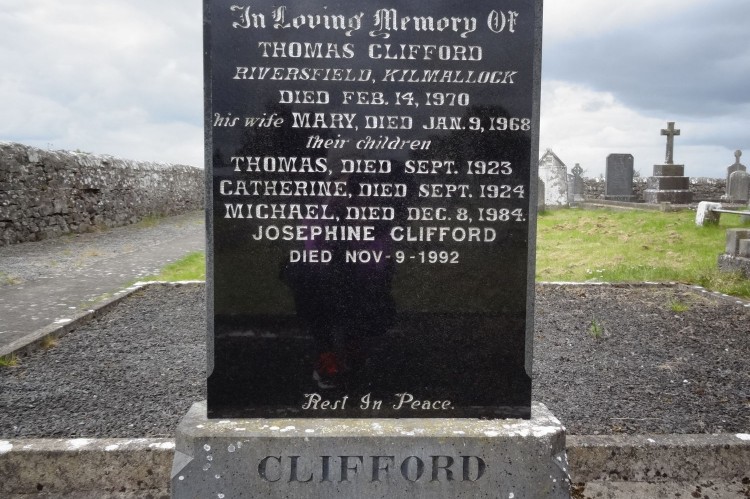 In Loving Memory Of
THOMAS CLIFFORD
RIVERSFIELD, KILMALLOCK
DIED FEB. 14, 1970
his wife MARY, DIED JAN. 9, 1968
their children
THOMAS, DIED SEPT. 1923
CATHERINE, DIED SEPT. 1924
MICHAEL, DIED DEC. 8, 1984.
JOSEPHINE CLIFFORD
DIED NOV-9-1992
Rest In Peace.
CLIFFORD